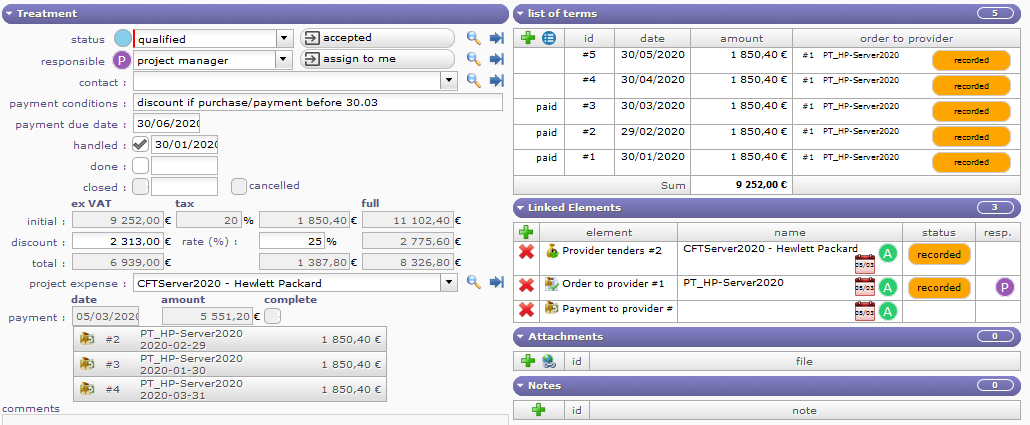 Treatment
status qualified accepted
responsible P project manager assign to me
contact :
payment conditions : discount if purchase/payment before 30.03
payment due date : 30/06/2020
handled : 30/01/2020
done :
closed : cancelled
ex VAT tax full
initial : 9 252,00 € 20 % 1 850,40 € 11 102,40 €
discount : 2 313,00 € rate (%) : 25 % 2 775,60 €
total : 6 939,00 € 1 387,80 € 8 326,80 €
project expense : CFTServer2020 - Hewlett Packard
date amount complete
payment : 05/03/2020 5 551,20 €
#2 PT_HP-Server2020 1 850,40 €
2020-02-29
#3 PT_HP-Server2020 1 850,40 €
2020-01-30
#4 PT_HP-Server2020 1 850,40 €
2020-03-31
comments
list of terms 5
id date amount order to provider
#5 30/05/2020 1 850,40 € #1 PT_HP-Server2020 recorded
#4 30/04/2020 1 850,40 € #1 PT_HP-Server2020 recorded
paid #3 30/03/2020 1 850,40 € #1 PT_HP-Server2020 recorded
paid #2 29/02/2020 1 850,40 € #1 PT_HP-Server2020 recorded
paid #1 30/01/2020 1 850,40 € #1 PT_HP-Server2020 recorded
Sum 9 252,00 €
Linked Elements 3
element name status resp.
Provider tenders #2 CFTServer2020 - Hewlett Packard 05/03 A recorded
Order to provider #1 PT_HP-Server2020 05/03 A recorded P
Payment to provider # 05/03 A
Attachments 0
id file
Notes 0
id note